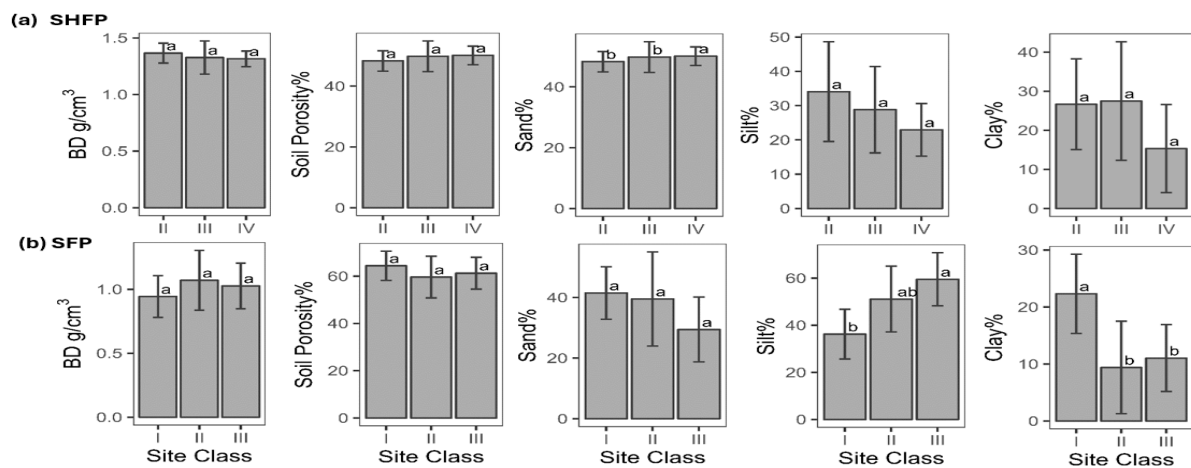 (a) SHFP
BD g/cm³
1.5
1.0
0.5
0.0
a
a
a
II
III
IV
Soil Porosity%
40
20
0
a
a
a
II
III
IV
Sand%
40
20
0
b
b
a
II
III
IV
Silt%
50
40
30
20
10
0
a
a
a
II
III
IV
Clay%
40
30
20
10
0
a
a
a
II
III
IV
(b) SFP
BD g/cm³
1.0
0.5
0.0
a
a
a
I
II
III
Site Class
Soil Porosity%
60
40
20
0
a
a
a
I
II
III
Site Class
Sand%
40
20
0
a
a
a
I
II
III
Site Class
Silt%
60
40
20
0
b
ab
a
I
II
III
Site Class
Clay%
30
20
10
0
a
b
b
I
II
III
Site Class